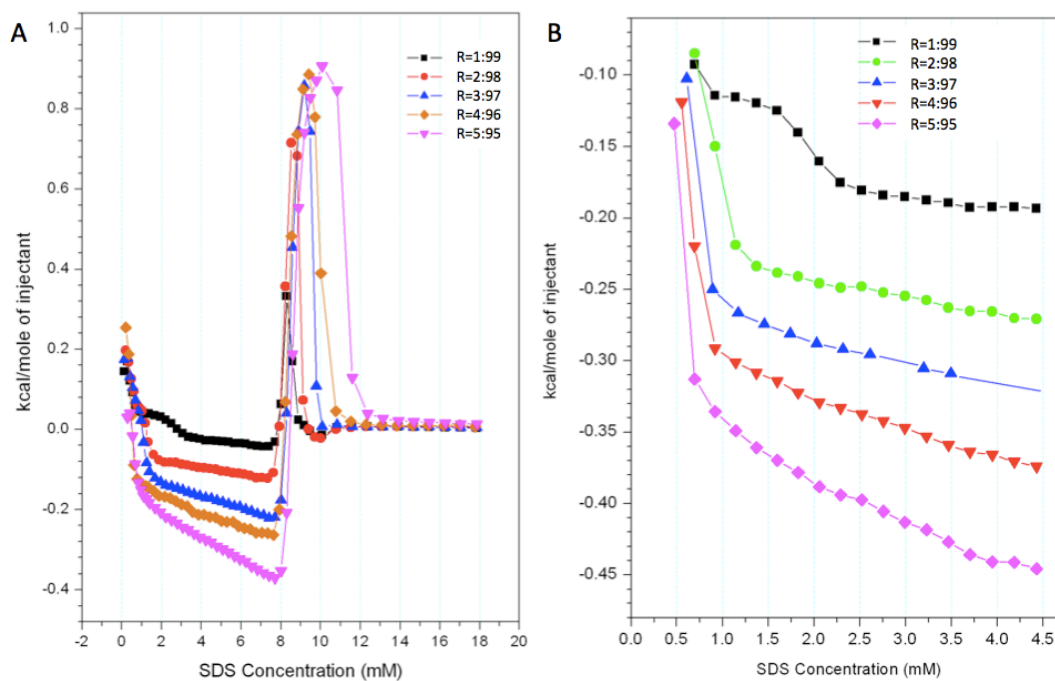 A
kcal/mole of injectant
1.0
0.8
0.6
0.4
0.2
0.0
-0.2
-0.4
R=1:99
R=2:98
R=3:97
R=4:96
R=5:95
-2 0 2 4 6 8 10 12 14 16 18 20
SDS Concentration (mM)
B
kcal/mole of injectant
-0.10
-0.15
-0.20
-0.25
-0.30
-0.35
-0.40
-0.45
R=1:99
R=2:98
R=3:97
R=4:96
R=5:95
0.0 0.5 1.0 1.5 2.0 2.5 3.0 3.5 4.0 4.5
SDS Concentration (mM)